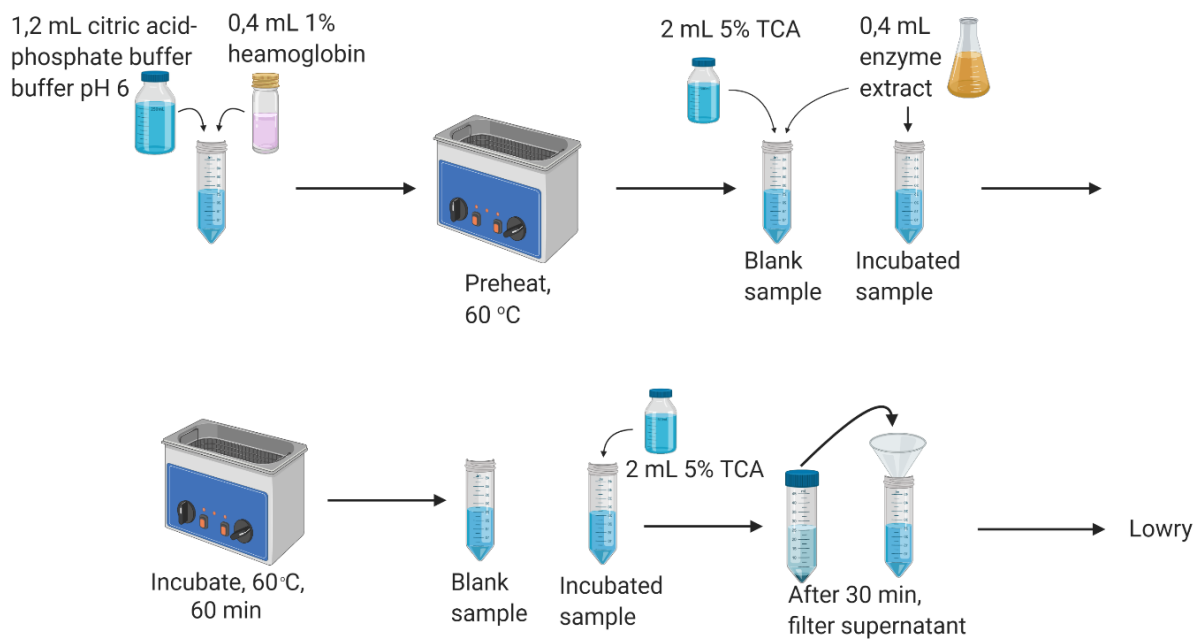 1,2 mL citric acid-
phosphate buffer
buffer pH 6
0,4 mL 1%
heamoglobin
2 mL 5% TCA
0,4 mL
enzyme
extract
Preheat,
60 °C
Blank
sample
Incubated
sample
Incubate, 60°C,
60 min
Blank
sample
Incubated
sample
2 mL 5% TCA
After 30 min,
filter supernatant
Lowry